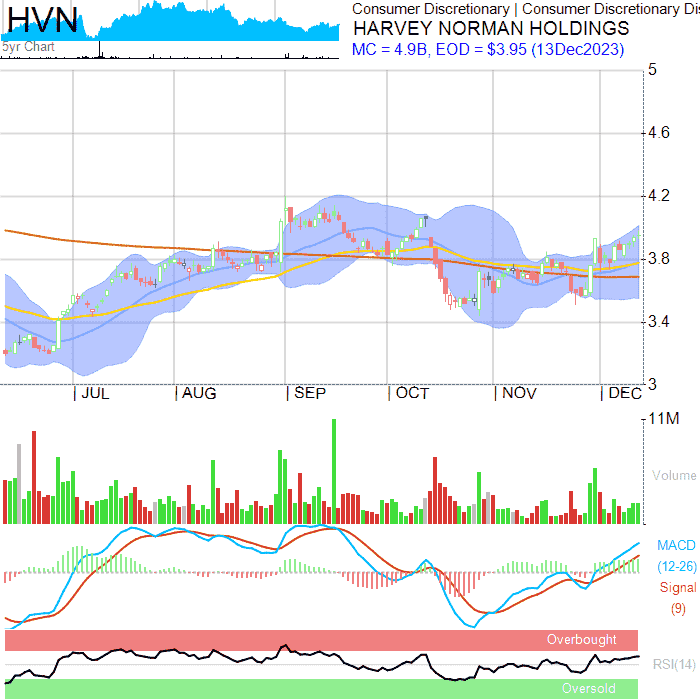 HVN
5yr Chart
Consumer Discretionary | Consumer Discretionary Dis
HARVEY NORMAN HOLDINGS
MC = 4.9B, EOD = $3.95 (13Dec2023)
5
4.6
4.2
3.8
3.4
3
| JUL | AUG | SEP | OCT | NOV | DEC
11M
Volume
MACD
(12-26)
Signal
(9)
Overbought
RSI(14)
Oversold